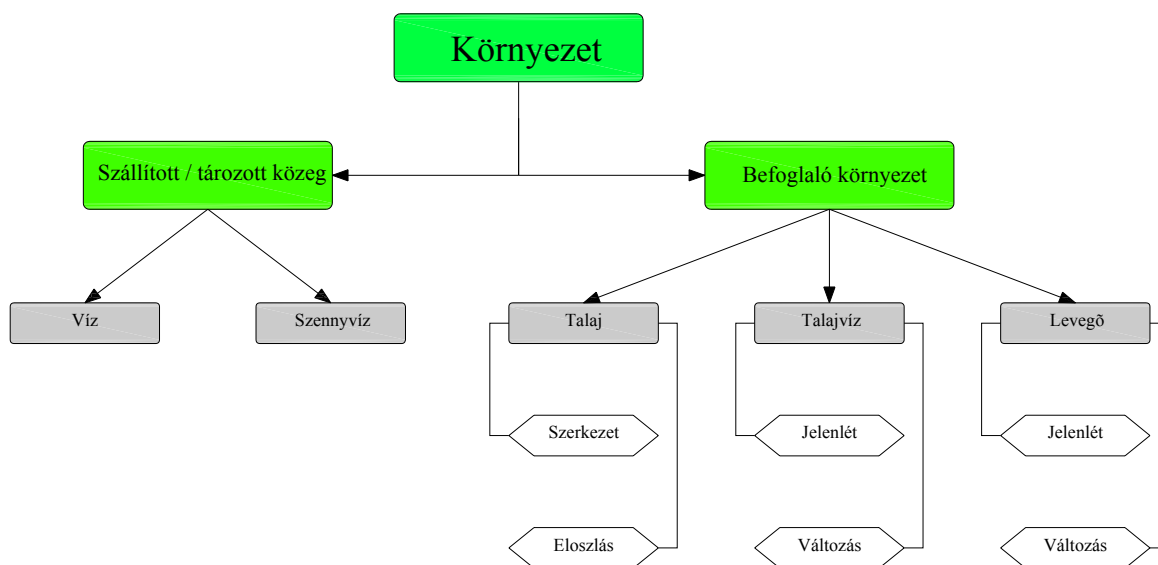 Környezet
Szállított / tározott közeg
Befoglaló környezet
Víz
Szennyvíz
Talaj
Talajvíz
Levegõ
Szerkezet
Jelenlét
Jelenlét
Eloszlás
Változás
Változás